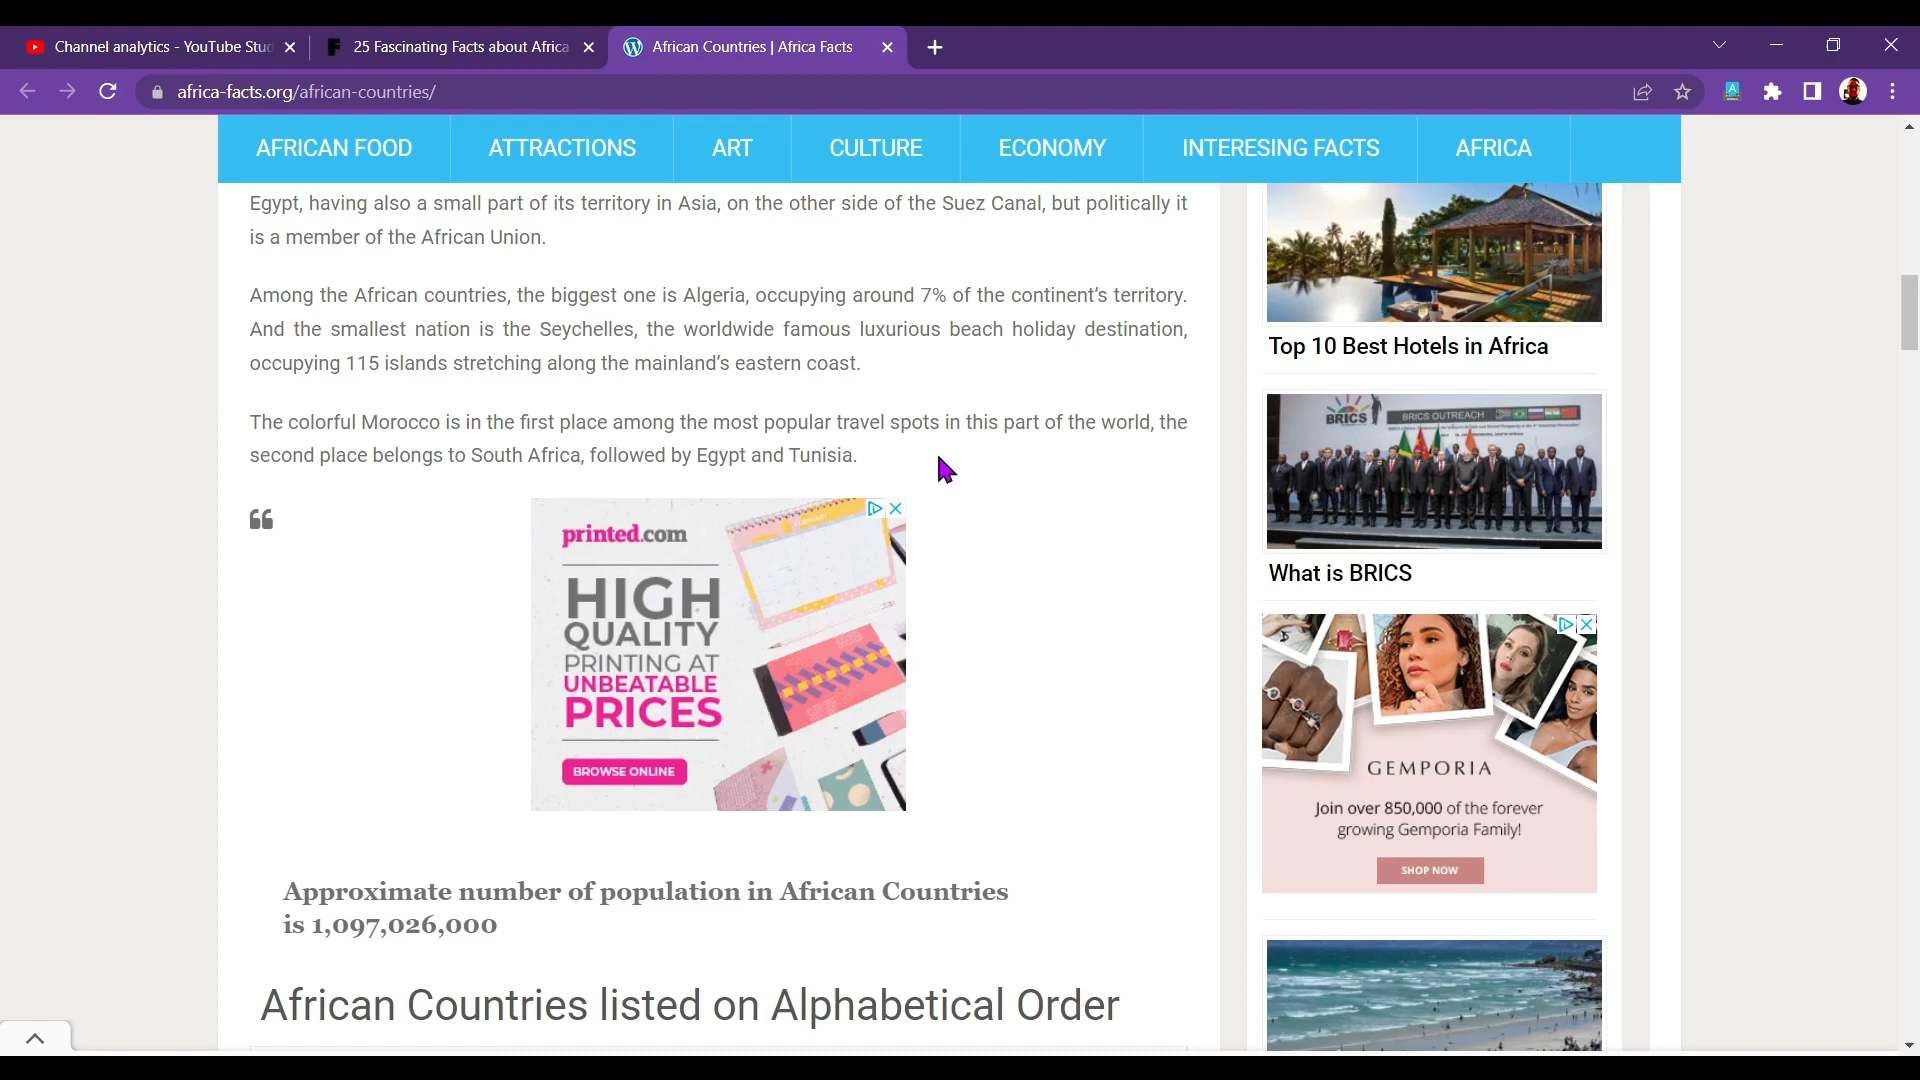 Channel analytics - YouTube Stud
25 Fascinating Facts about Africa
African Countries | Africa Facts
africa-facts.org/african-countries/
AFRICAN FOOD
ATTRACTIONS
ART
CULTURE
ECONOMY
INTERESING FACTS
AFRICA
Egypt, having also a small part of its territory in Asia, on the other side of the Suez Canal, but politically it
is a member of the African Union.
Among the African countries, the biggest one is Algeria, occupying around 7% of the continent's territory.
And the smallest nation is the Seychelles, the worldwide famous luxurious beach holiday destination,
occupying 115 islands stretching along the mainland's eastern coast.
The colorful Morocco is in the first place among the most popular travel spots in this part of the world, the
second place belongs to South Africa, followed by Egypt and Tunisia.
printed.com
HIGH
QUALITY
PRINTING AT
UNBEATABLE
PRICES
BROWSE ONLINE
Approximate number of population in African Countries
is 1,097,026,000
African Countries listed on Alphabetical Order
Top 10 Best Hotels in Africa
BRICS
BRICS OUTREACH
What is BRICS
GEMPORIA
Join over 850,000 of the forever
growing Gemporia Family!
SHOP NOW